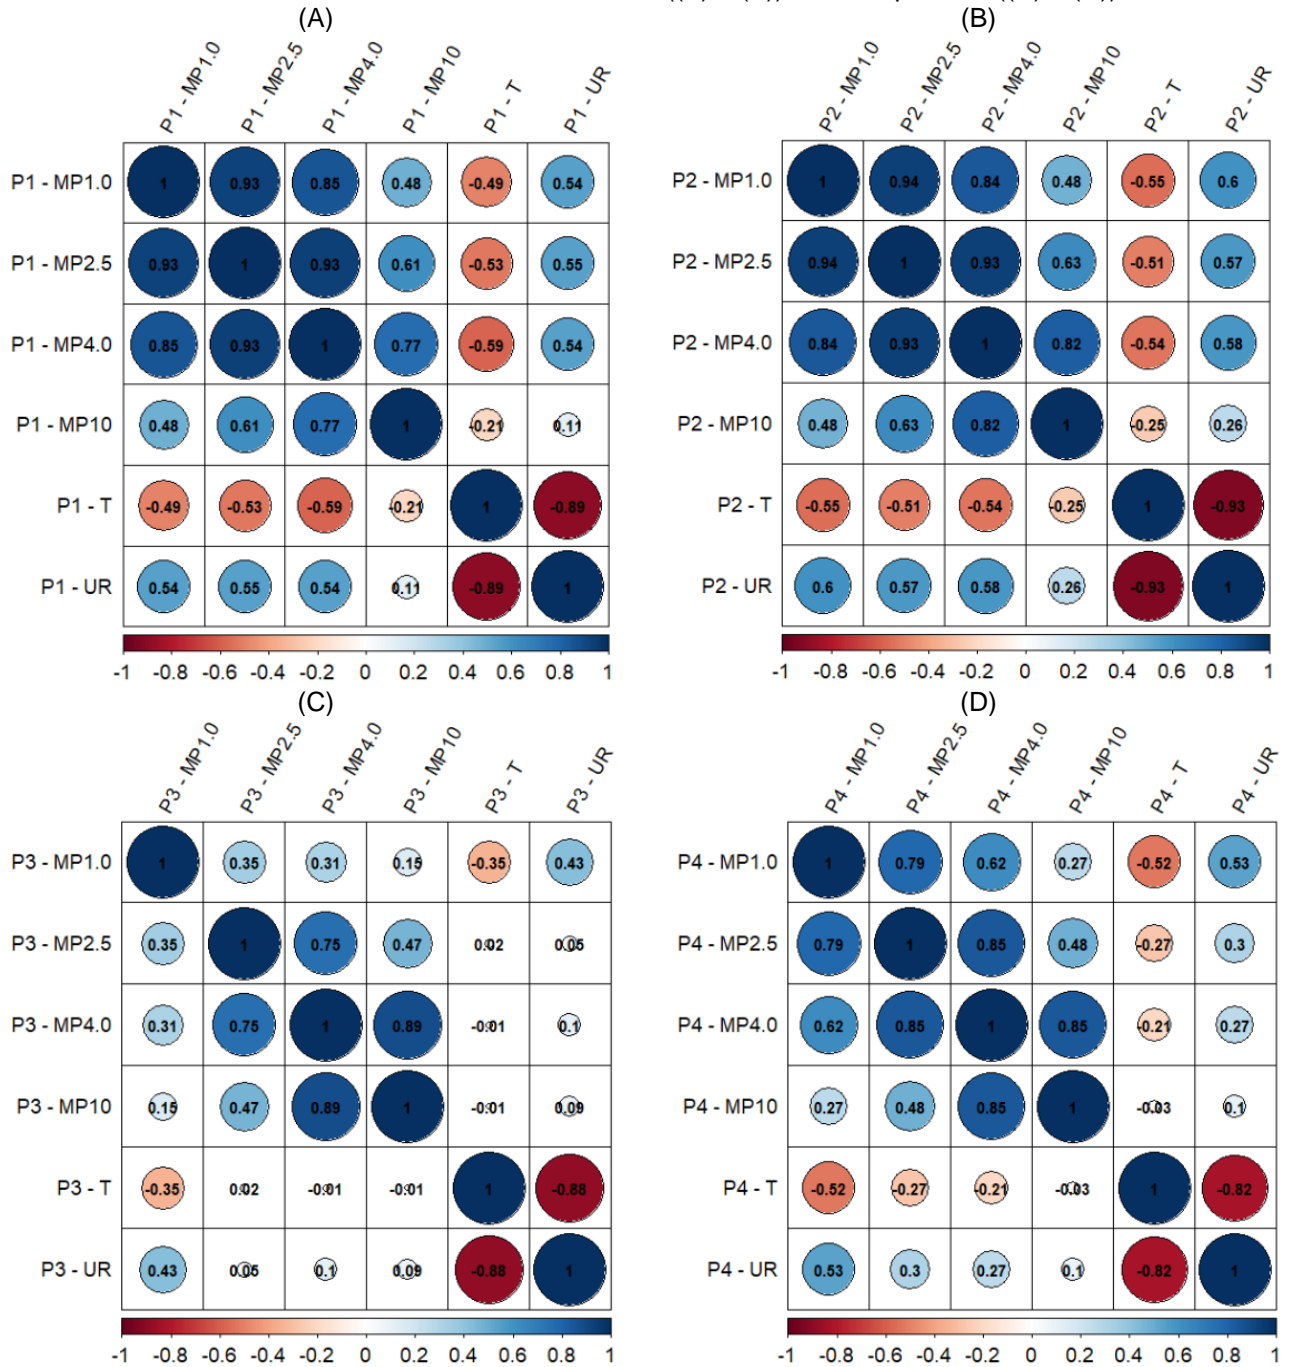 (A)
P1 - MP1.0 P1 - MP2.5 P1 - MP4.0 P1 - MP10 P1 - T P1 - UR
P1 - MP1.0 1 0.93 0.85 0.48 -0.49 0.54
P1 - MP2.5 0.93 1 0.93 0.61 -0.53 0.55
P1 - MP4.0 0.85 0.93 1 0.77 -0.59 0.54
P1 - MP10 0.48 0.61 0.77 1 -0.21 0.11
P1 - T -0.49 -0.53 -0.59 -0.21 1 -0.89
P1 - UR 0.54 0.55 0.54 0.11 -0.89 1
-1 -0.8 -0.6 -0.4 -0.2 0 0.2 0.4 0.6 0.8 1
(B)
P2 - MP1.0 P2 - MP2.5 P2 - MP4.0 P2 - MP10 P2 - T P2 - UR
P2 - MP1.0 1 0.94 0.84 0.48 -0.55 0.6
P2 - MP2.5 0.94 1 0.93 0.63 -0.51 0.57
P2 - MP4.0 0.84 0.93 1 0.82 -0.54 0.58
P2 - MP10 0.48 0.63 0.82 1 -0.25 0.26
P2 - T -0.55 -0.51 -0.54 -0.25 1 -0.93
P2 - UR 0.6 0.57 0.58 0.26 -0.93 1
-1 -0.8 -0.6 -0.4 -0.2 0 0.2 0.4 0.6 0.8 1
(C)
P3 - MP1.0 P3 - MP2.5 P3 - MP4.0 P3 - MP10 P3 - T P3 - UR
P3 - MP1.0 1 0.35 0.31 0.15 -0.35 0.43
P3 - MP2.5 0.35 1 0.75 0.47 0.02 0.05
P3 - MP4.0 0.31 0.75 1 0.89 -0.01 0.1
P3 - MP10 0.15 0.47 0.89 1 -0.01 0.09
P3 - T -0.35 0.02 -0.01 -0.01 1 -0.88
P3 - UR 0.43 0.05 0.1 0.09 -0.88 1
-1 -0.8 -0.6 -0.4 -0.2 0 0.2 0.4 0.6 0.8 1
(D)
P4 - MP1.0 P4 - MP2.5 P4 - MP4.0 P4 - MP10 P4 - T P4 - UR
P4 - MP1.0 1 0.79 0.62 0.27 -0.52 0.53
P4 - MP2.5 0.79 1 0.85 0.48 -0.27 0.3
P4 - MP4.0 0.62 0.85 1 0.85 -0.21 0.27
P4 - MP10 0.27 0.48 0.85 1 -0.03 0.1
P4 - T -0.52 -0.27 -0.21 -0.03 1 -0.82
P4 - UR 0.53 0.3 0.27 0.1 -0.82 1
-1 -0.8 -0.6 -0.4 -0.2 0 0.2 0.4 0.6 0.8 1